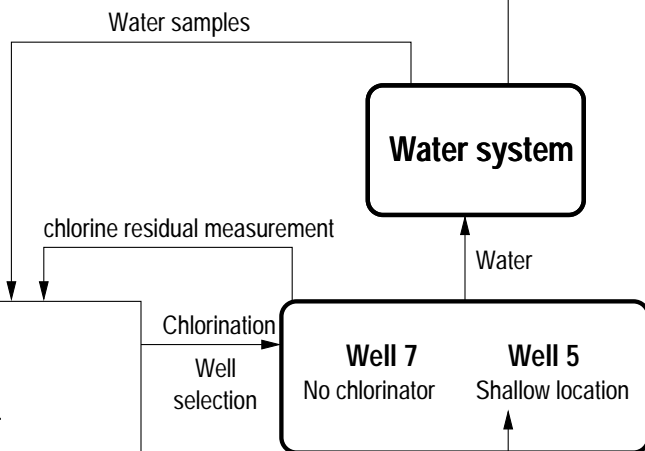 Water samples
Water system
chlorine residual measurement
Water
Chlorination
Well
selection
Well 7
No chlorinator
Well 5
Shallow location